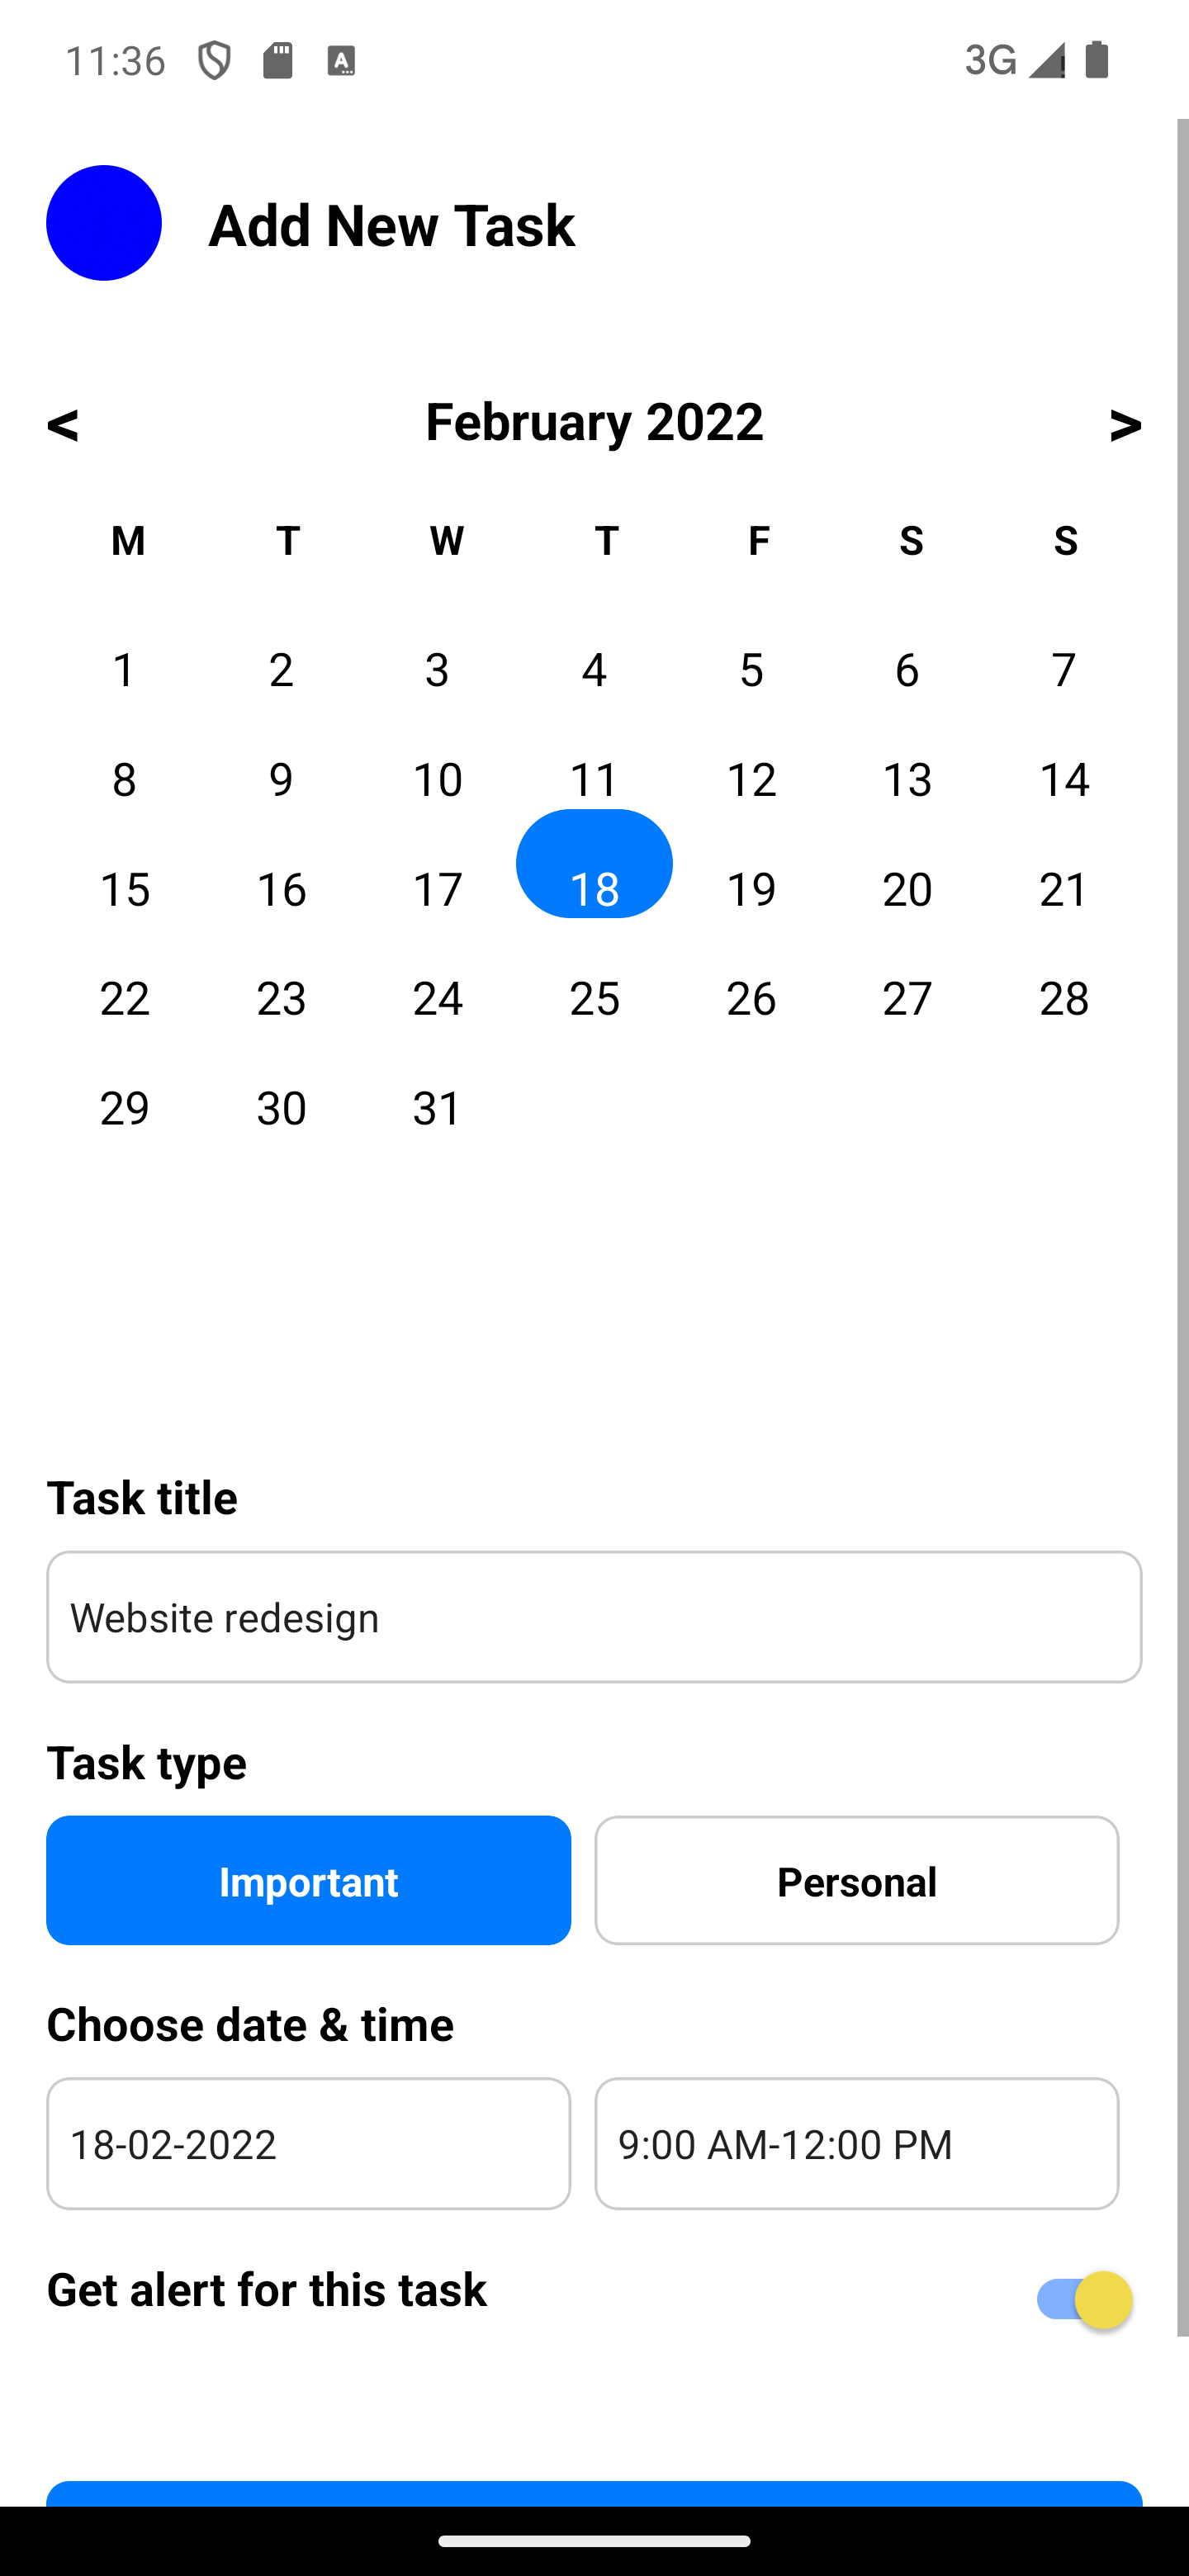 11:36 3G
Add New Task
< February 2022 >
M T W T F S S
1 2 3 4 5 6 7
8 9 10 11 12 13 14
15 16 17 18 19 20 21
22 23 24 25 26 27 28
29 30 31
Task title
Website redesign
Task type
Important Personal
Choose date & time
18-02-2022 9:00 AM-12:00 PM
Get alert for this task